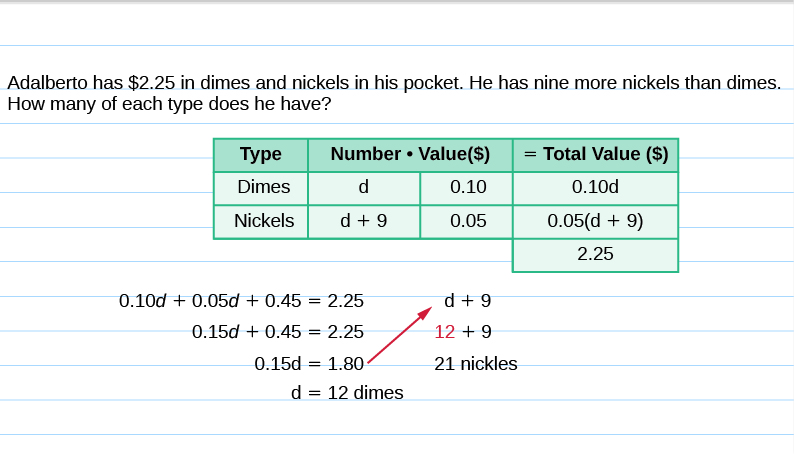 Adalberto has $2.25 in dimes and nickels in his pocket. He has nine more nickels than dimes.
How many of each type does he have?
Type Number • Value($) = Total Value ($)
Dimes d 0.10 0.10d
Nickels d + 9 0.05 0.05(d + 9)
2.25
0.10d + 0.05d + 0.45 = 2.25 d + 9
0.15d + 0.45 = 2.25 12 + 9
0.15d = 1.80 21 nickles
d = 12 dimes